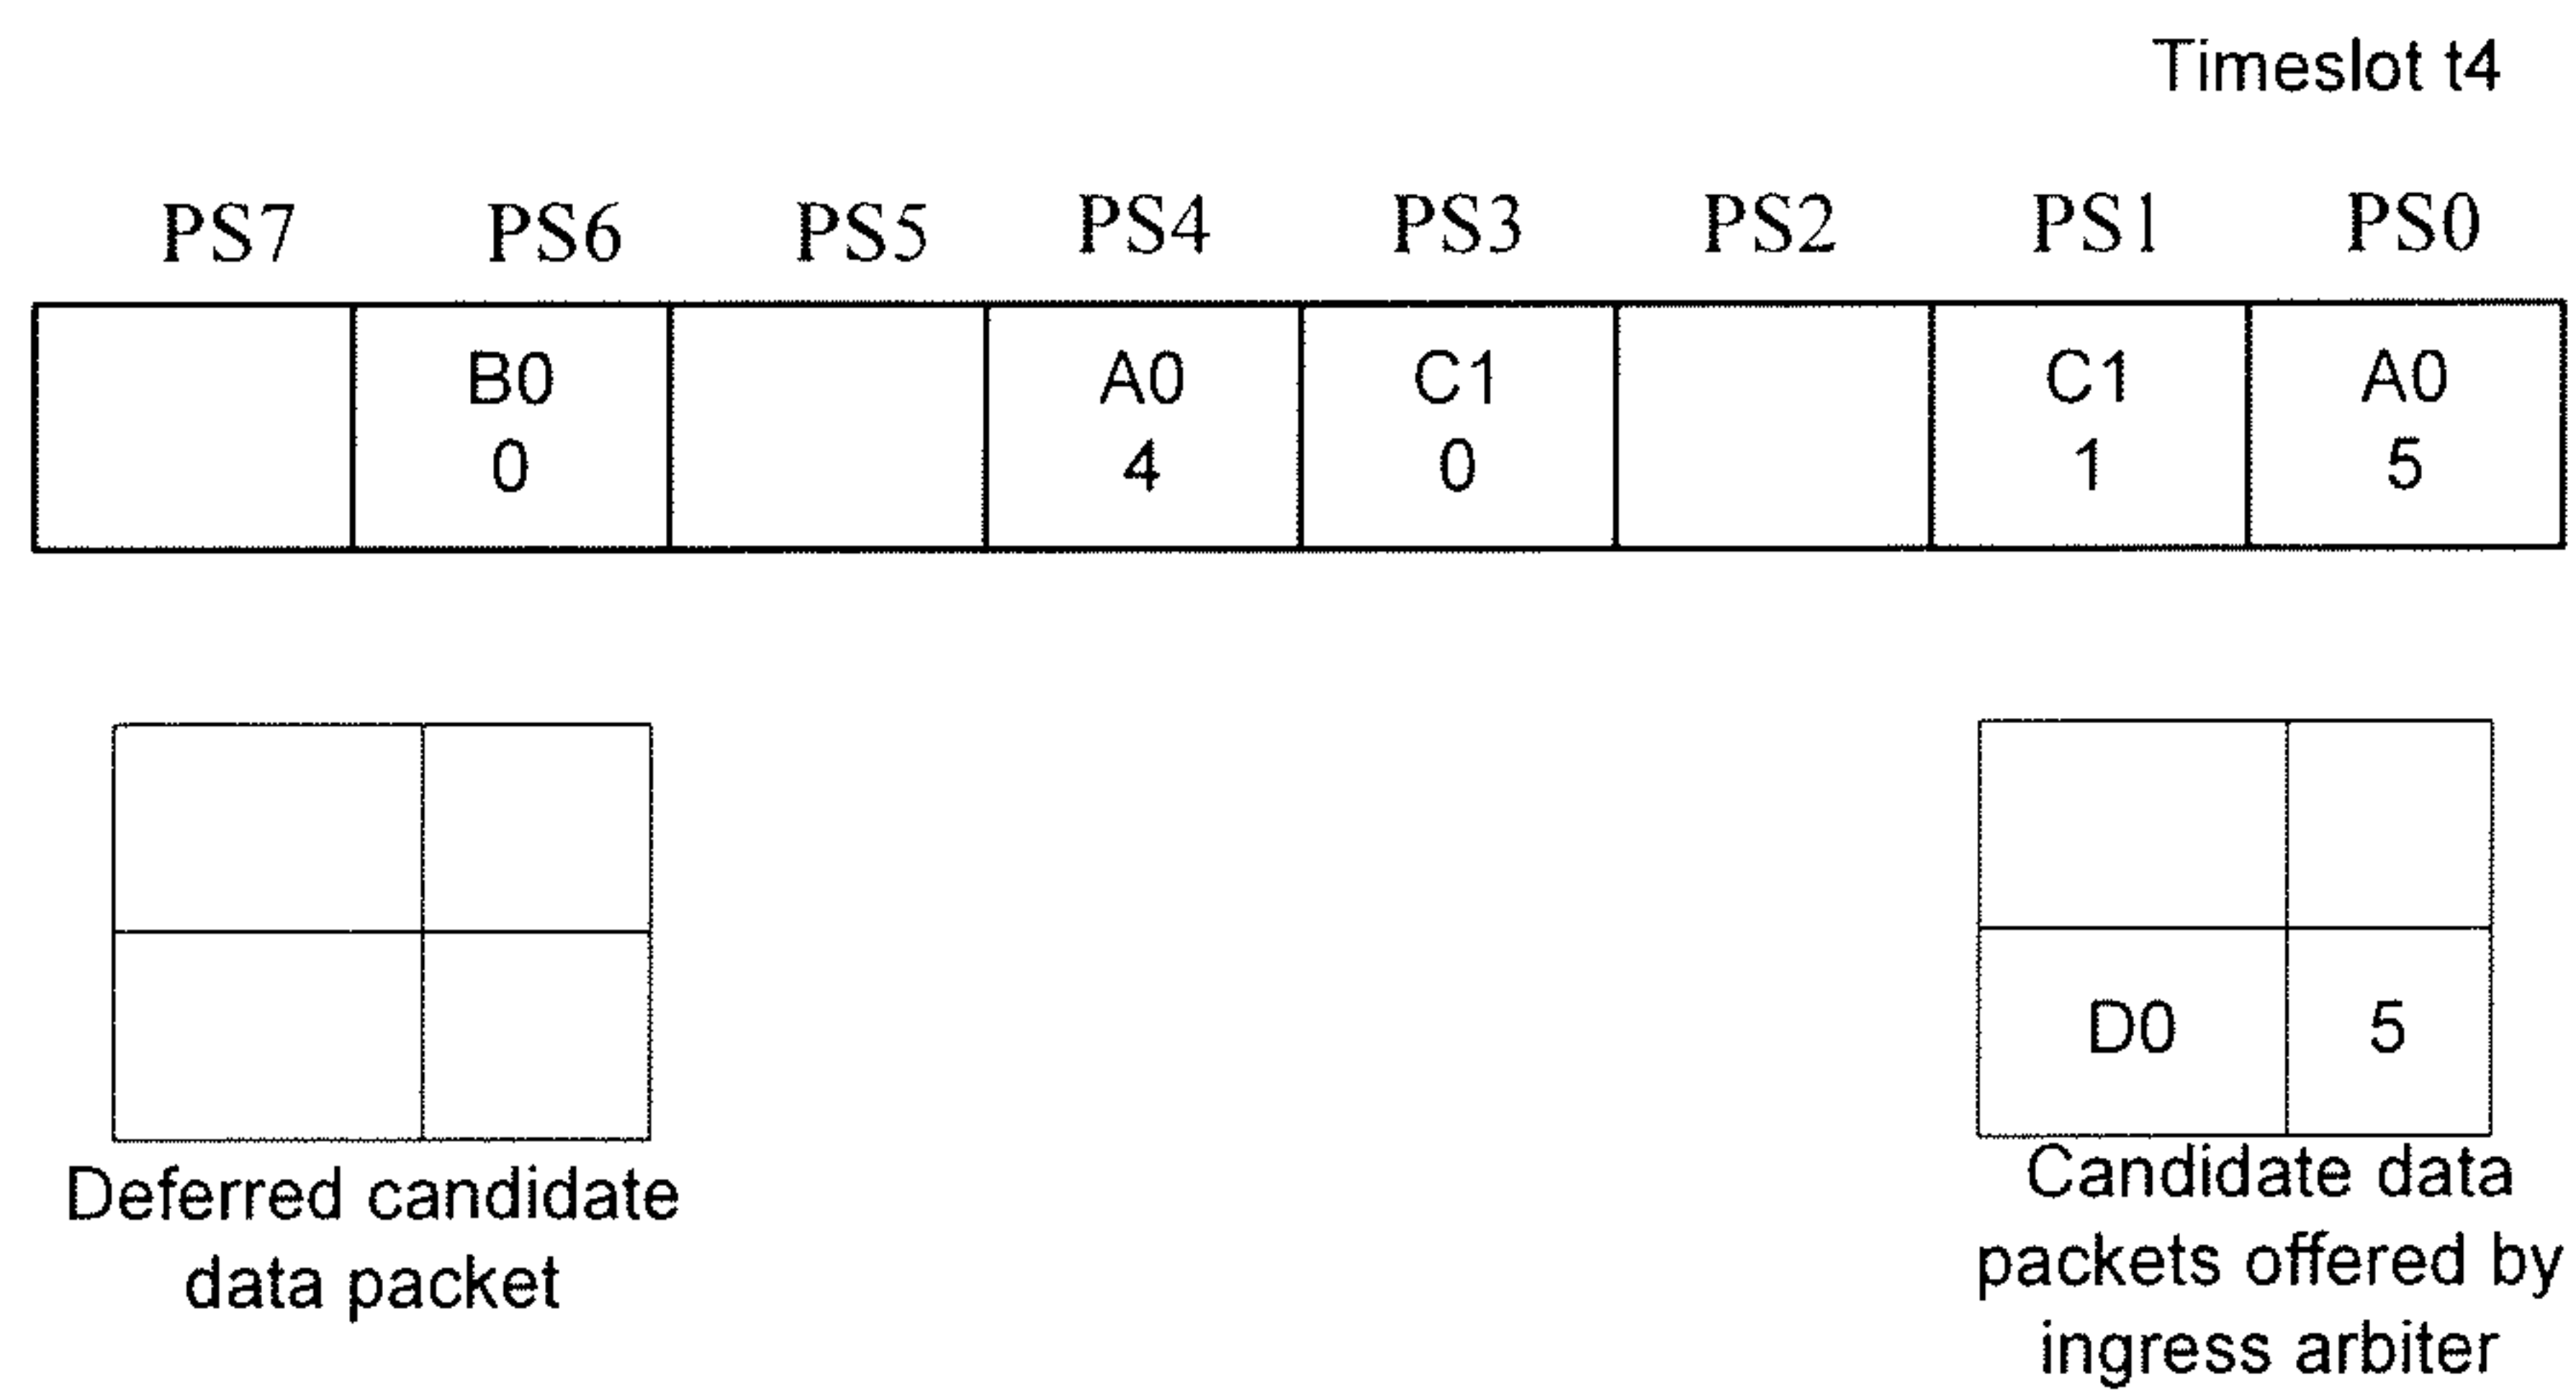 Timeslot t4
PS7 PS6 PS5 PS4 PS3 PS2 PS1 PS0
B0 A0 C1 C1 A0
0 4 0 1 5
D0 5
Deferred candidate
data packet
Candidate data
packets offered by
ingress arbiter